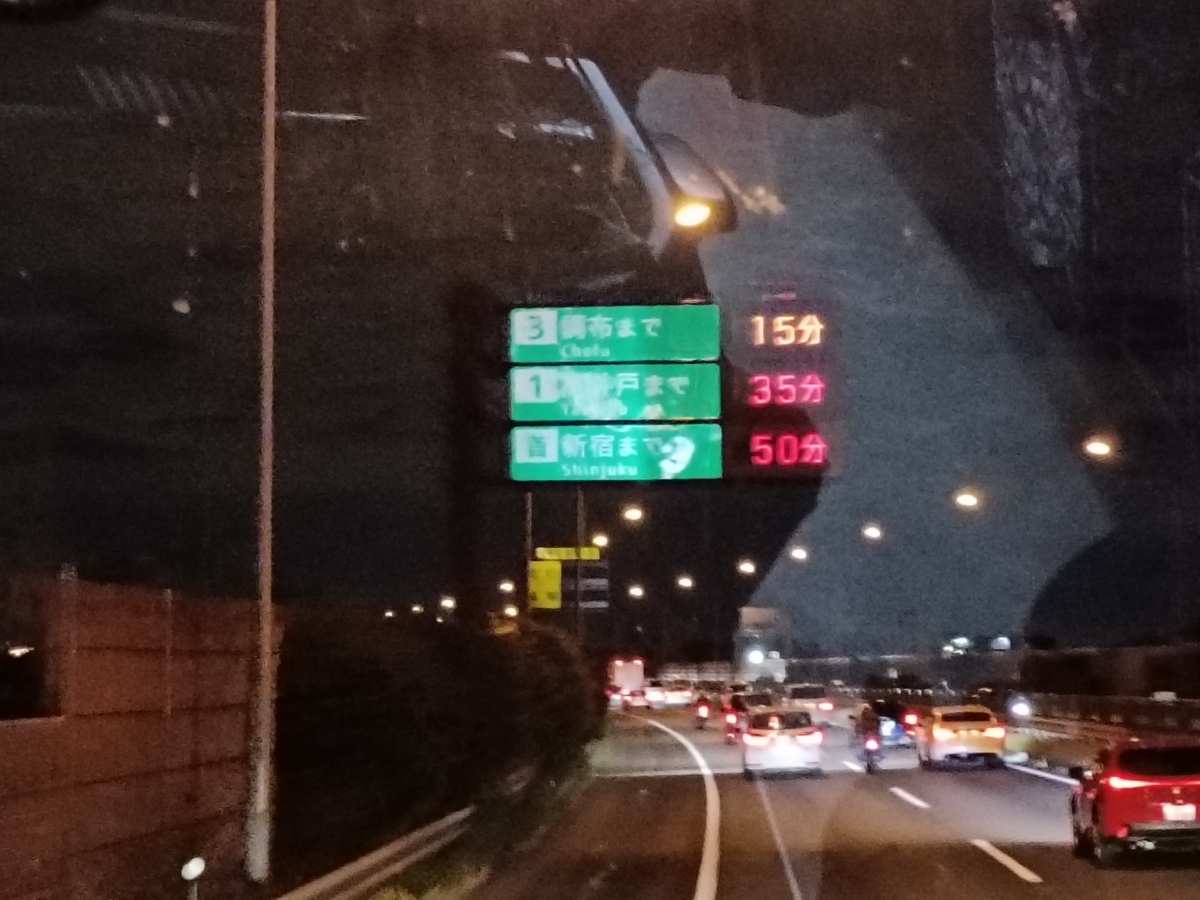 3 調布まで 15分
Chofu
1 戸まで 35分
首 新宿まで 50分
Shinjuku